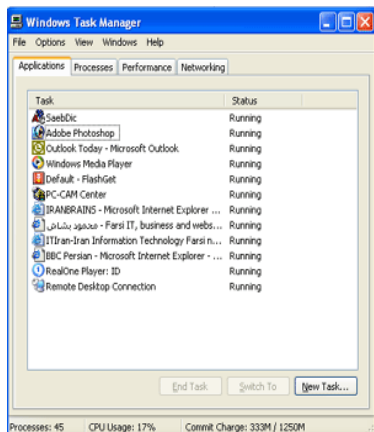 Windows Task Manager
File Options View Windows Help
Applications Processes Performance Networking
Task Status
SaebDic Running
Adobe Photoshop Running
Outlook Today - Microsoft Outlook Running
Windows Media Player Running
Default - FlashGet Running
PC-CAM Center Running
IRANBRAINS - Microsoft Internet Explorer ... Running
محمود بشاش - Farsi IT, business and webs... Running
ITIran-Iran Information Technology Farsi n... Running
BBC Persian - Microsoft Internet Explorer - ... Running
RealOne Player: ID Running
Remote Desktop Connection Running
End Task Switch To New Task...
Processes: 45 CPU Usage: 17% Commit Charge: 333M / 1250M